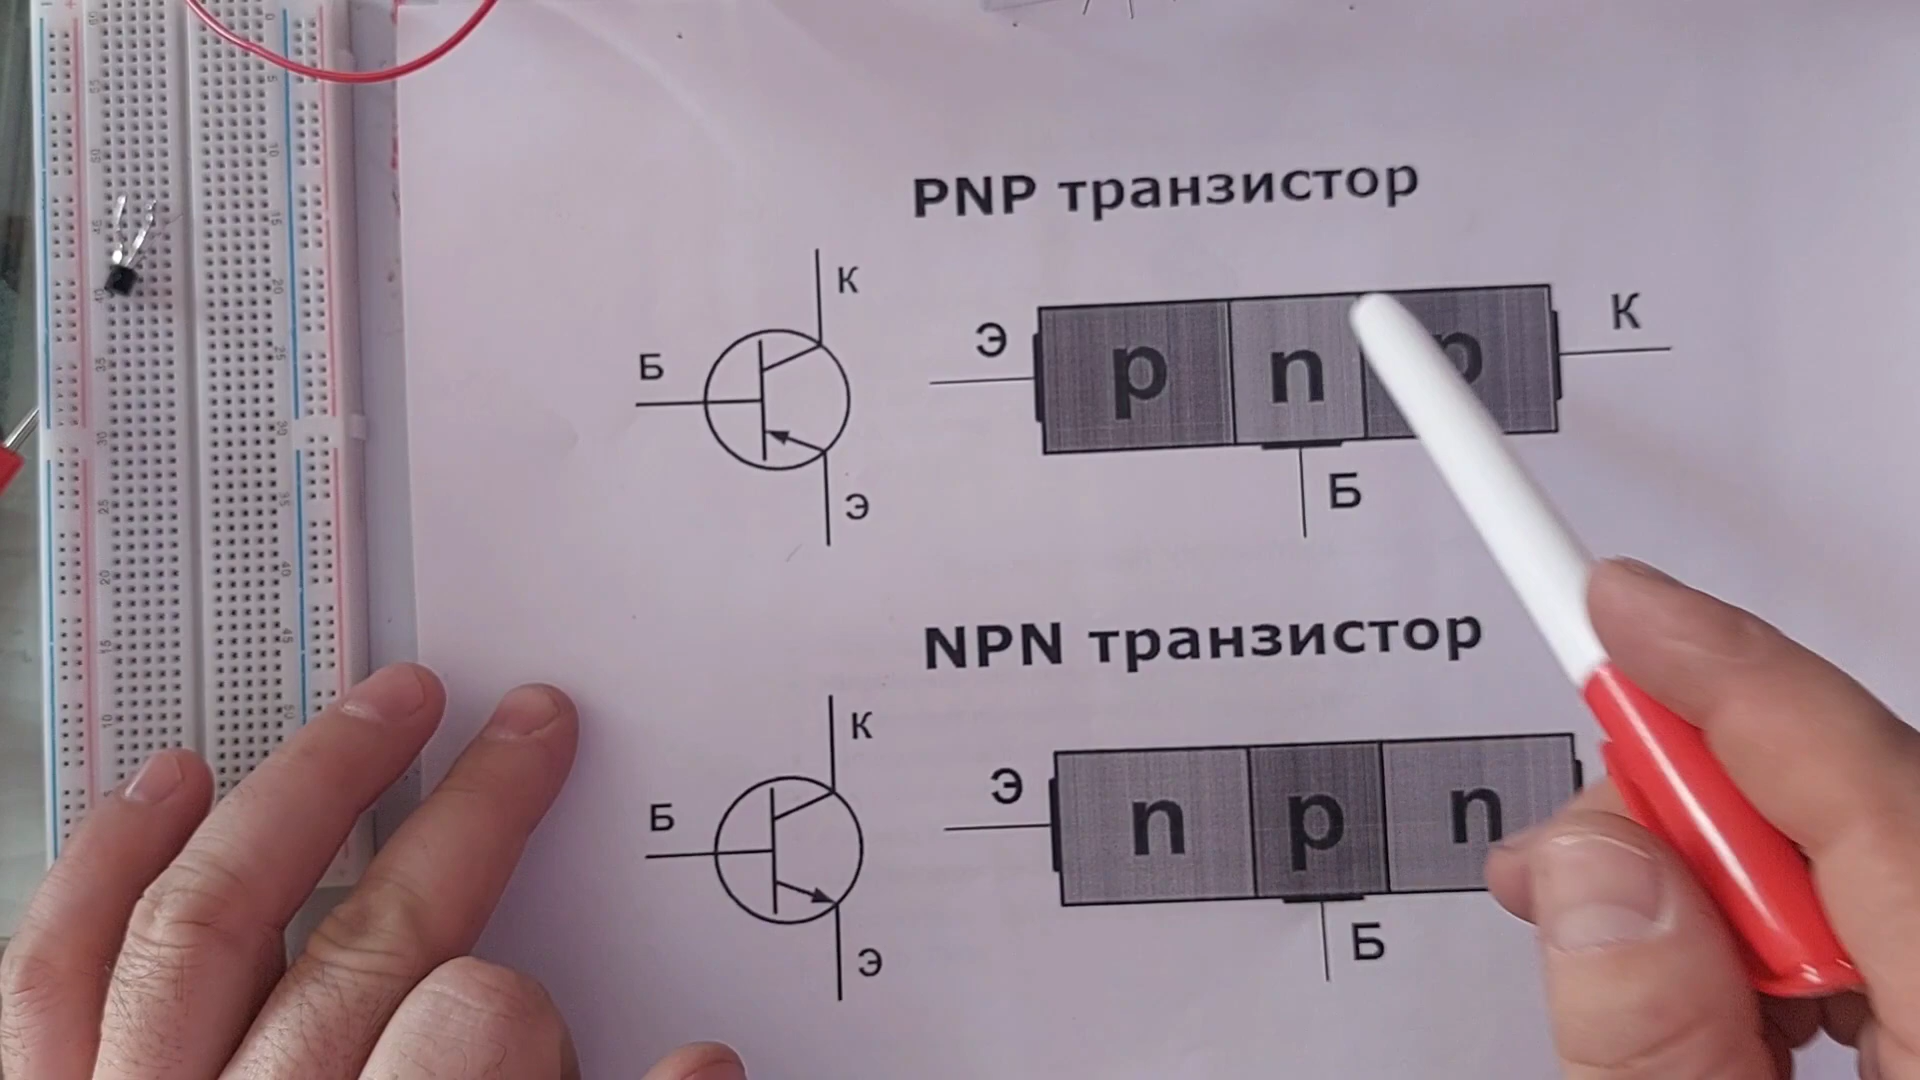 PNP транзистор
К
Б
Э
Э
p n p
К
Б
NPN транзистор
К
Б
Э
Э
n p n
Б